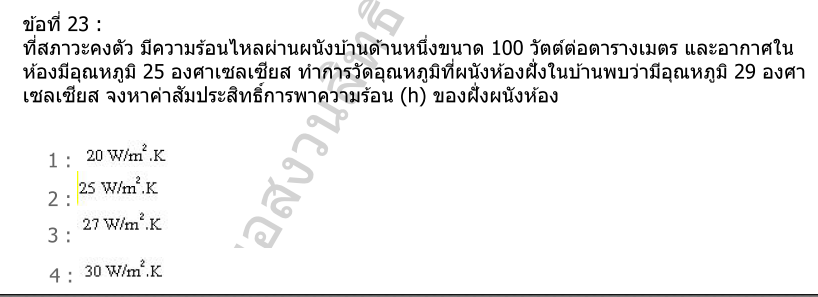 ข้อที่ 23 :
ที่สภาวะคงตัว มีความร้อนไหลผ่านผนังบ้านด้านหนึ่งขนาด 100 วัตต์ต่อตารางเมตร และอากาศใน
ห้องมีอุณหภูมิ 25 องศาเซลเซียส ทำการวัดอุณหภูมิที่ผนังห้องฝั่งในบ้านพบว่ามีอุณหภูมิ 29 องศา
เซลเซียส จงหาค่าสัมประสิทธิ์การพาความร้อน (h) ของฝั่งผนังห้อง
1 : 20 W/m².K
2 : 25 W/m².K
3 : 27 W/m².K
4 : 30 W/m².K